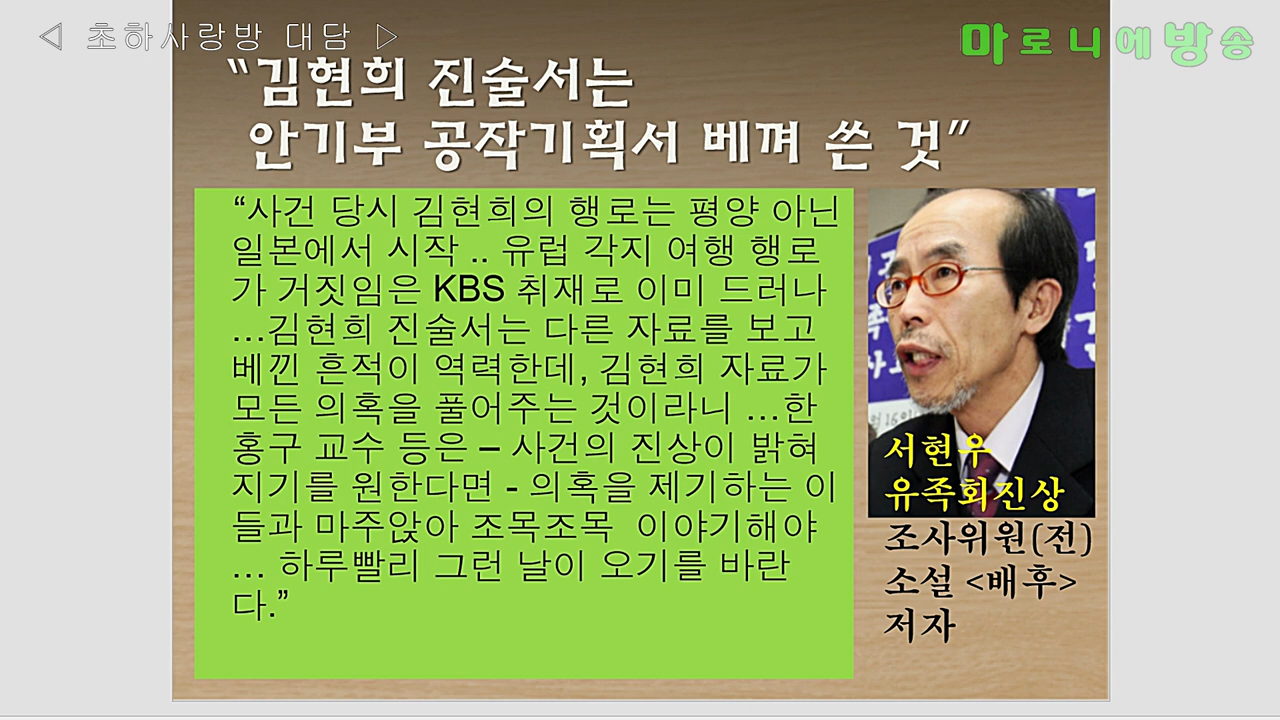 ◁ 초하사랑방 대담 ▷
마로니에방송
“김현희 진술서는
안기부 공작기획서 베껴 쓴 것”
“사건 당시 김현희의 행로는 평양 아닌
일본에서 시작 .. 유럽 각지 여행 행로
가 거짓임은 KBS 취재로 이미 드러나
…김현희 진술서는 다른 자료를 보고
베낀 흔적이 역력한데, 김현희 자료가
모든 의혹을 풀어주는 것이라니 …한
홍구 교수 등은 – 사건의 진상이 밝혀
지기를 원한다면 - 의혹을 제기하는 이
들과 마주앉아 조목조목 이야기해야
… 하루빨리 그런 날이 오기를 바란
다.”
서현우
유족회진상
조사위원(전)
소설 <배후>
저자